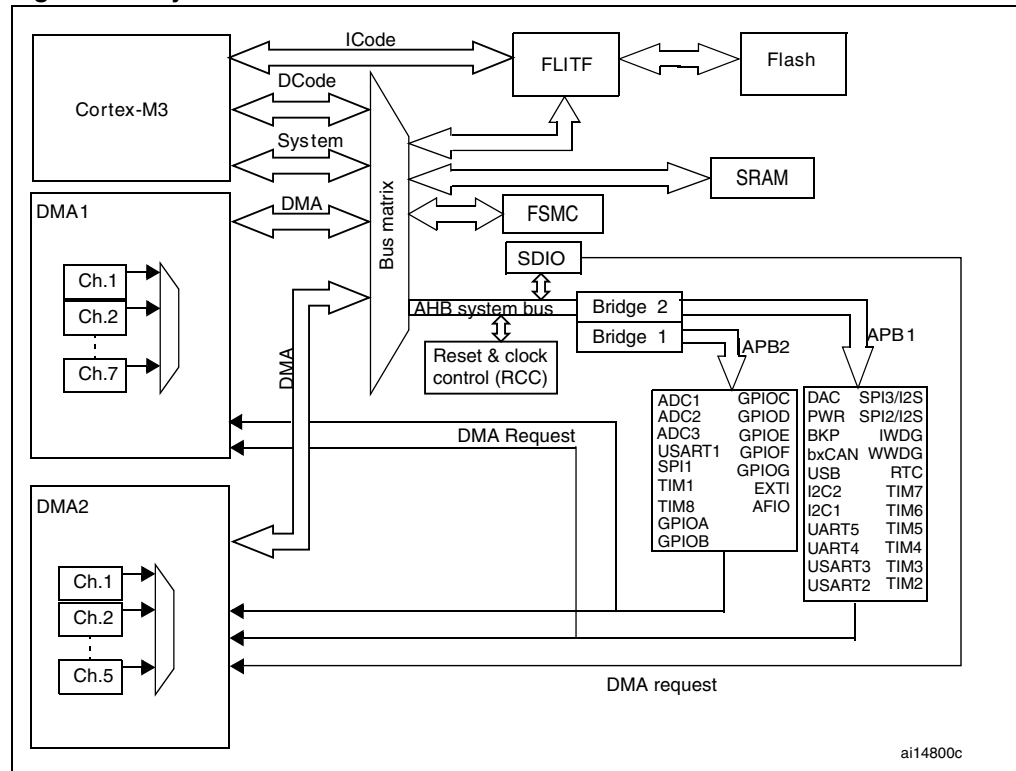 ICode
FLITF
Flash
Cortex-M3
DCode
System
SRAM
DMA1
DMA
Bus matrix
FSMC
SDIO
Ch.1
Ch.2
Ch.7
AHB system bus
Bridge 2
Bridge 1
APB2
APB1
Reset & clock
control (RCC)
DMA
DMA Request
ADC1 GPIOC
ADC2 GPIOD
ADC3 GPIOE
USART1 GPIOF
SPI1 GPIOG
TIM1 EXTI
TIM8 AFIO
GPIOA
GPIOB
DAC SPI3/I2S
PWR SPI2/I2S
BKP IWDG
bxCAN WWDG
USB RTC
I2C2 TIM7
I2C1 TIM6
UART5 TIM5
UART4 TIM4
USART3 TIM3
USART2 TIM2
DMA2
Ch.1
Ch.2
Ch.5
DMA request
ai14800c